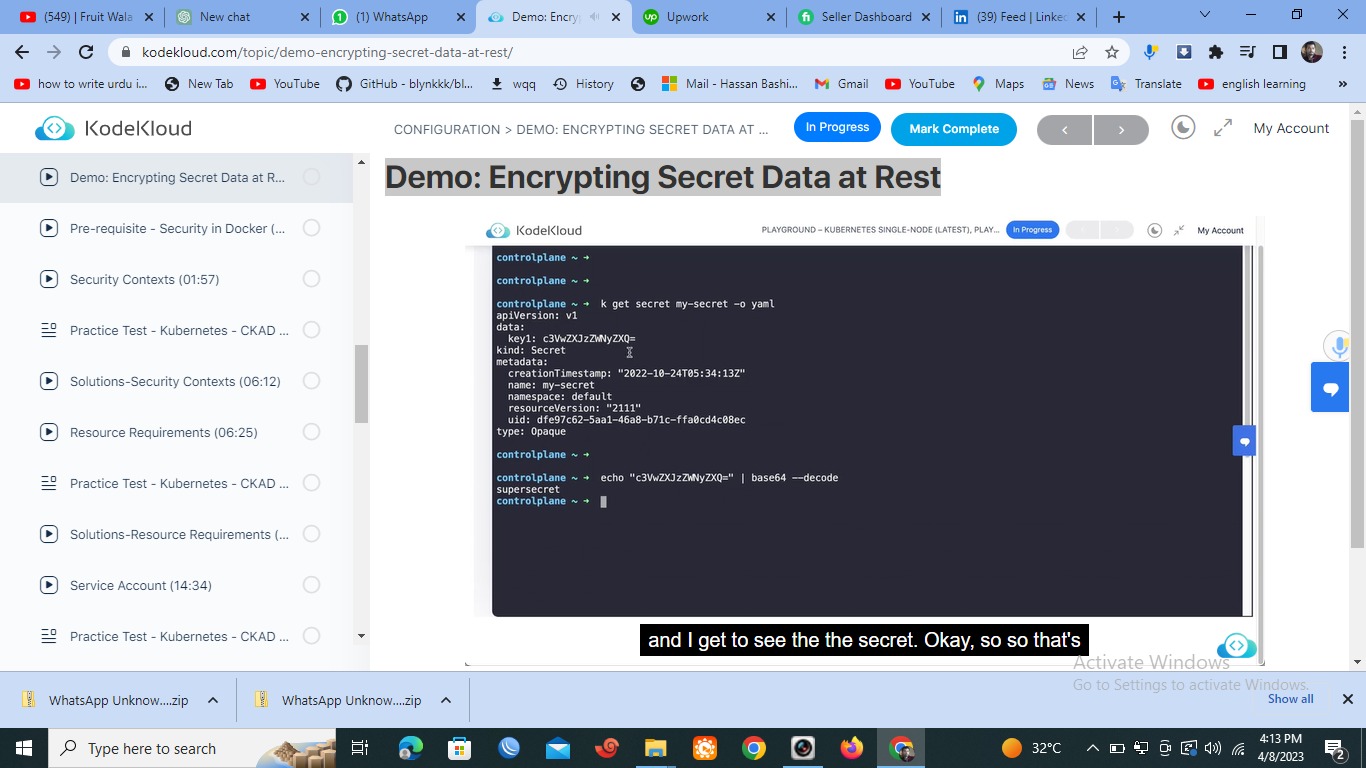 (549) | Fruit Wala
New chat
(1) WhatsApp
Demo: Encry
Upwork
Seller Dashboard
(39) Feed | Linke
kodekloud.com/topic/demo-encrypting-secret-data-at-rest/
how to write urdu i...
New Tab
YouTube
GitHub - blynkkk/bl...
wqq
History
Mail - Hassan Bashi...
Gmail
YouTube
Maps
News
Translate
english learning
KodeKloud
CONFIGURATION > DEMO: ENCRYPTING SECRET DATA AT ...
In Progress
Mark Complete
My Account
Demo: Encrypting Secret Data at R...
Pre-requisite - Security in Docker (...
Security Contexts (01:57)
Practice Test - Kubernetes - CKAD ...
Solutions-Security Contexts (06:12)
Resource Requirements (06:25)
Practice Test - Kubernetes - CKAD ...
Solutions-Resource Requirements (...
Service Account (14:34)
Practice Test - Kubernetes - CKAD ...
Demo: Encrypting Secret Data at Rest
KodeKloud
PLAYGROUND – KUBERNETES SINGLE-NODE (LATEST), PLAY...
In Progress
My Account
controlplane ~ ➜
controlplane ~ ➜
controlplane ~ ➜ k get secret my-secret -o yaml
apiVersion: v1
data:
  key1: c3VwZXJzZWNyZXQ=
kind: Secret
metadata:
  creationTimestamp: "2022-10-24T05:34:13Z"
  name: my-secret
  namespace: default
  resourceVersion: "2111"
  uid: dfe97c62-5aa1-46a8-b71c-ffa0cd4c08ec
type: Opaque
controlplane ~ ➜
controlplane ~ ➜ echo "c3VwZXJzZWNyZXQ=" | base64 --decode
supersecret
controlplane ~ ➜
and I get to see the the secret. Okay, so so that's
Activate Windows
Go to Settings to activate Windows.
WhatsApp Unknow....zip
WhatsApp Unknow....zip
Show all
Type here to search
32°C
4:13 PM
4/8/2023
2